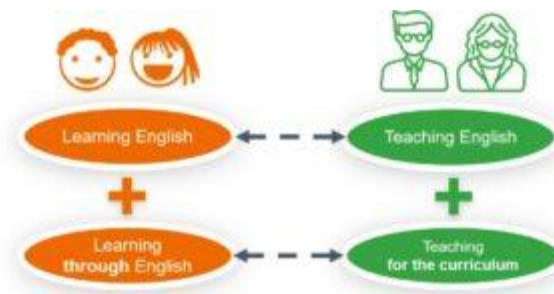 Learning English
Teaching English
Learning
through English
Teaching
for the curriculum